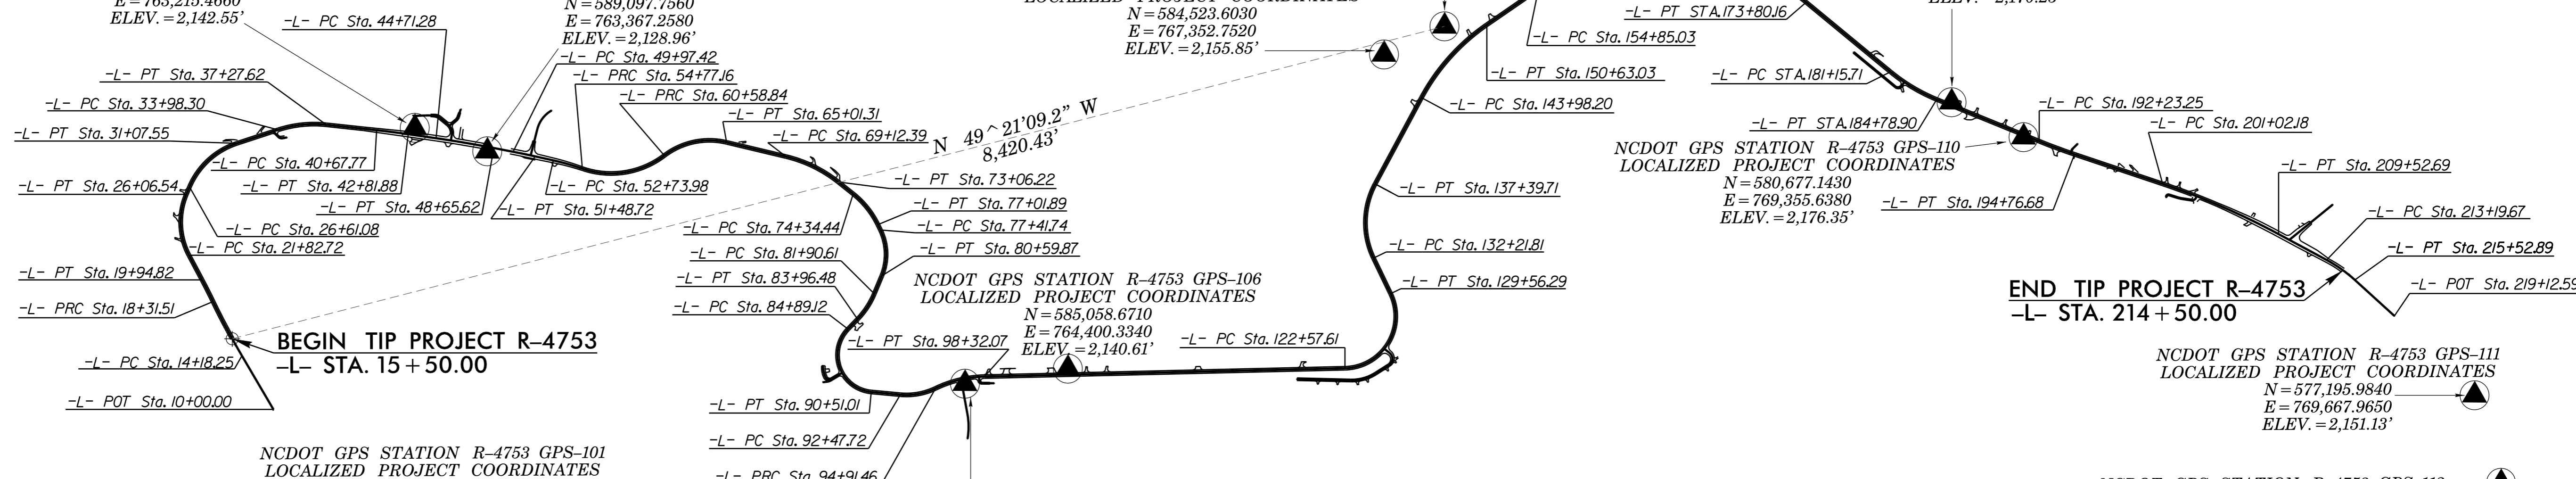 E=763,215.4660
ELEV.=2,142.55'
N=589,097.7560
E=763,367.2580
ELEV.=2,128.96'
LOCALIZED PROJECT COORDINATES
N=584,523.6030
E=767,352.7520
ELEV.=2,155.85'
-L- PC Sta. 44+71.28
-L- PC Sta. 49+97.42
-L- PT Sta. 37+27.62
-L- PRC Sta. 54+77.16
-L- PC Sta. 33+98.30
-L- PRC Sta. 60+58.84
-L- PT Sta. 31+07.55
-L- PT Sta. 65+01.31
-L- PC Sta. 69+12.39
-L- PC Sta. 40+67.77
-L- PT Sta. 26+06.54
-L- PT Sta. 42+81.88
-L- PC Sta. 52+73.98
-L- PT Sta. 48+65.62
-L- PT Sta. 51+48.72
-L- PC Sta. 26+61.08
-L- PC Sta. 21+82.72
-L- PT Sta. 19+94.82
-L- PRC Sta. 18+31.51
BEGIN TIP PROJECT R-4753
-L- STA. 15+50.00
-L- PC Sta. 14+18.25
-L- POT Sta. 10+00.00
NCDOT GPS STATION R-4753 GPS-101
LOCALIZED PROJECT COORDINATES
N 49^21'09.2" W
8,420.43'
-L- PT Sta. 73+06.22
-L- PT Sta. 77+01.89
-L- PC Sta. 74+34.44
-L- PC Sta. 77+41.74
-L- PC Sta. 81+90.61
-L- PT Sta. 80+59.87
-L- PT Sta. 83+96.48
-L- PC Sta. 84+89.12
NCDOT GPS STATION R-4753 GPS-106
LOCALIZED PROJECT COORDINATES
N=585,058.6710
E=764,400.3340
ELEV.=2,140.61'
-L- PT Sta. 98+32.07
-L- PC Sta. 122+57.61
-L- PT Sta. 90+51.01
-L- PC Sta. 92+47.72
-L- PRC Sta. 94+91.46
-L- PT STA.173+80.16
-L- PC Sta. 154+85.03
-L- PT Sta. 150+63.03
-L- PC Sta. 143+98.20
-L- PT Sta. 137+39.71
-L- PC Sta. 132+21.81
-L- PT Sta. 129+56.29
-L- PC STA.181+15.71
-L- PT STA.184+78.90
NCDOT GPS STATION R-4753 GPS-110
LOCALIZED PROJECT COORDINATES
N=580,677.1430
E=769,355.6380
ELEV.=2,176.35'
-L- PC Sta. 192+23.25
-L- PC Sta. 201+02.18
-L- PT Sta. 194+76.68
-L- PT Sta. 209+52.69
-L- PC Sta. 213+19.67
-L- PT Sta. 215+52.89
-L- POT Sta. 219+12.59
END TIP PROJECT R-4753
-L- STA. 214+50.00
NCDOT GPS STATION R-4753 GPS-111
LOCALIZED PROJECT COORDINATES
N=577,195.9840
E=769,667.9650
ELEV.=2,151.13'